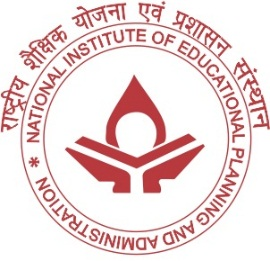 राष्ट्रीय शैक्षिक योजना एवं प्रशासन संस्थान
NATIONAL INSTITUTE OF EDUCATIONAL PLANNING AND ADMINISTRATION *